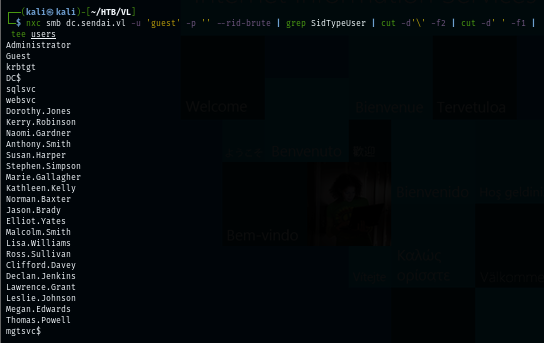 ┌──(kali㉿kali)-[~/HTB/VL]
└─$ nxc smb dc.sendai.vl -u 'guest' -p '' --rid-brute | grep SidTypeUser | cut -d'\' -f2 | cut -d' ' -f1 |
tee users
Administrator
Guest
krbtgt
DC$
sqlsvc
websvc
Dorothy.Jones
Kerry.Robinson
Naomi.Gardner
Anthony.Smith
Susan.Harper
Stephen.Simpson
Marie.Gallagher
Kathleen.Kelly
Norman.Baxter
Jason.Brady
Elliot.Yates
Malcolm.Smith
Lisa.Williams
Ross.Sullivan
Clifford.Davey
Declan.Jenkins
Lawrence.Grant
Leslie.Johnson
Megan.Edwards
Thomas.Powell
mgtsvc$
Welcome
Bienvenido
Tervetuloa
Bem-vindo